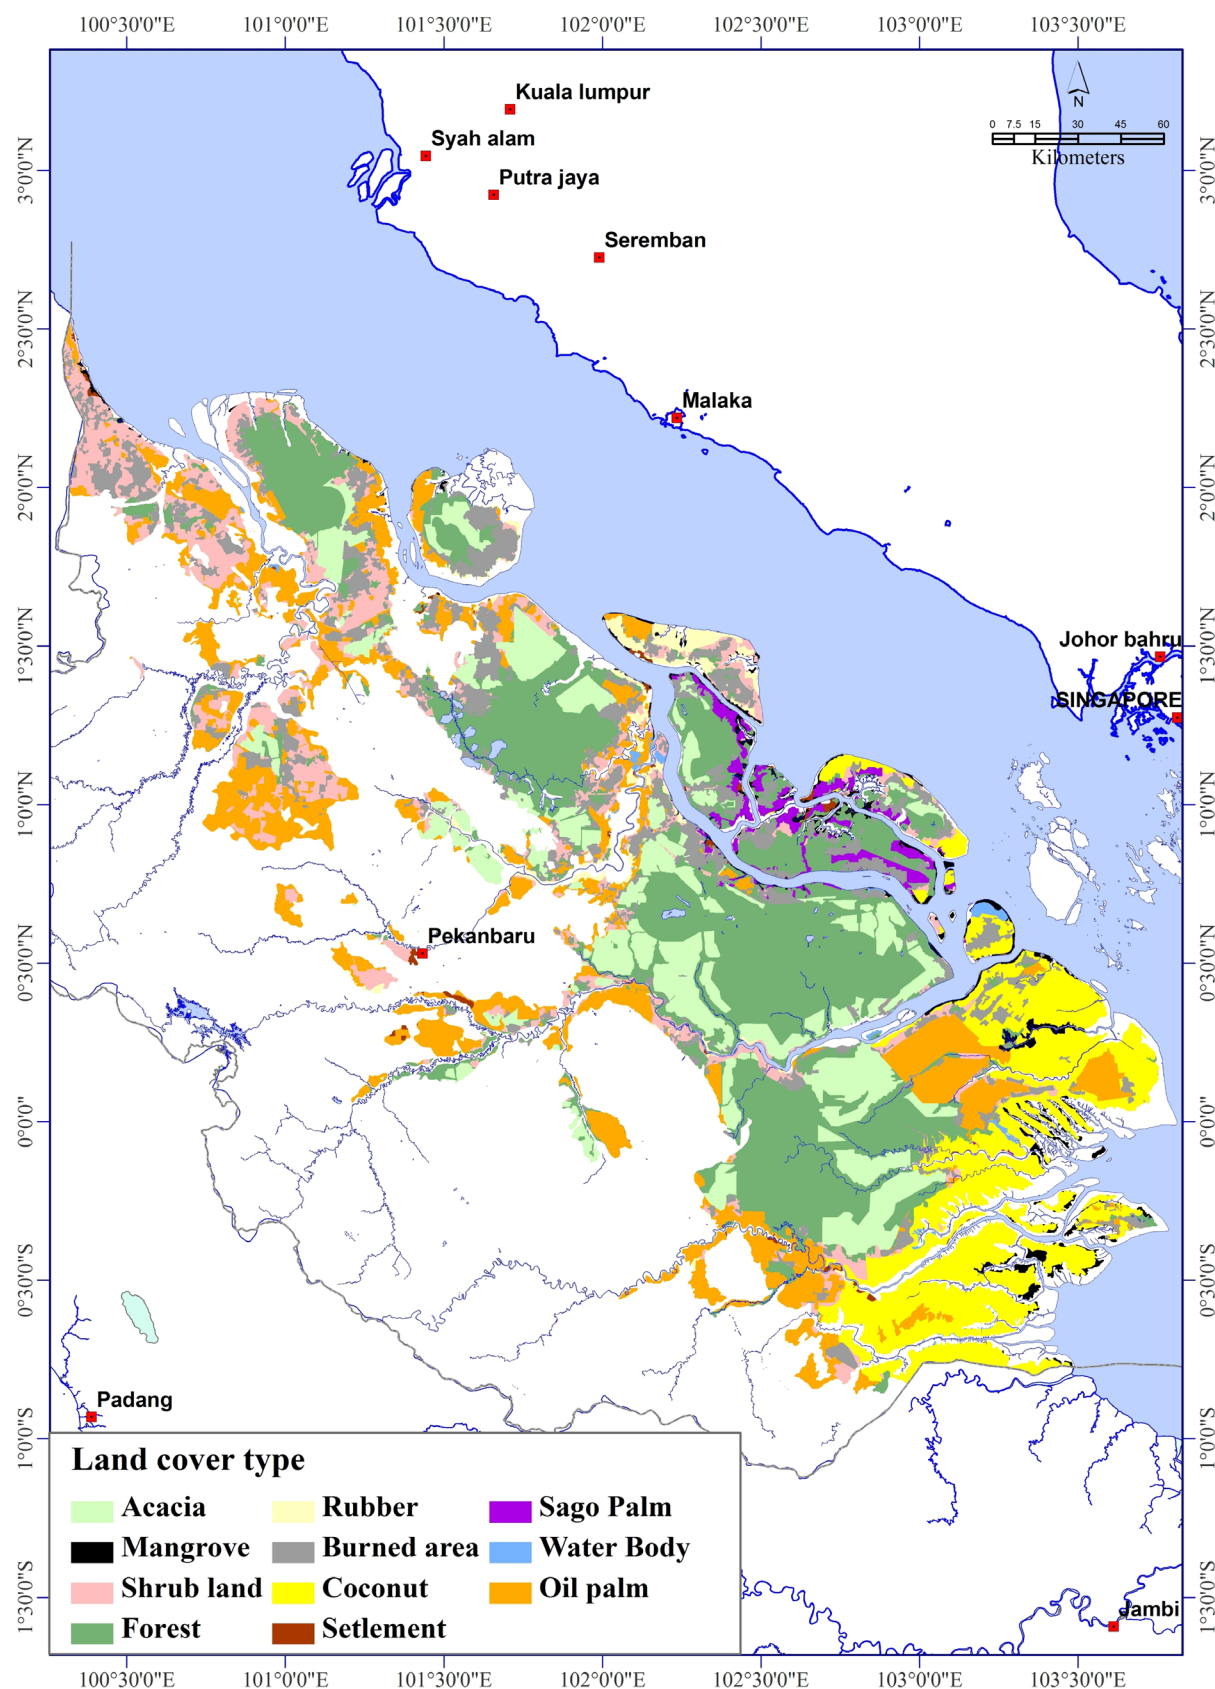 100°30'0"E 101°0'0"E 101°30'0"E 102°0'0"E 102°30'0"E 103°0'0"E 103°30'0"E
Kuala lumpur
Syah alam
Putra jaya
Seremban
Malaka
N
0 7.5 15 30 45 60
Kilometers
Johor bahru
SINGAPORE
Pekanbaru
Padang
Jambi
3°0'0"N
2°30'0"N
2°0'0"N
1°30'0"N
1°0'0"N
0°30'0"N
0°0'0"
0°30'0"S
1°0'0"S
1°30'0"S
3°0'0"N
2°30'0"N
2°0'0"N
1°30'0"N
1°0'0"N
0°30'0"N
0°0'0"
0°30'0"S
1°0'0"S
1°30'0"S
Land cover type
Acacia Rubber Sago Palm
Mangrove Burned area Water Body
Shrub land Coconut Oil palm
Forest Setlement
100°30'0"E 101°0'0"E 101°30'0"E 102°0'0"E 102°30'0"E 103°0'0"E 103°30'0"E